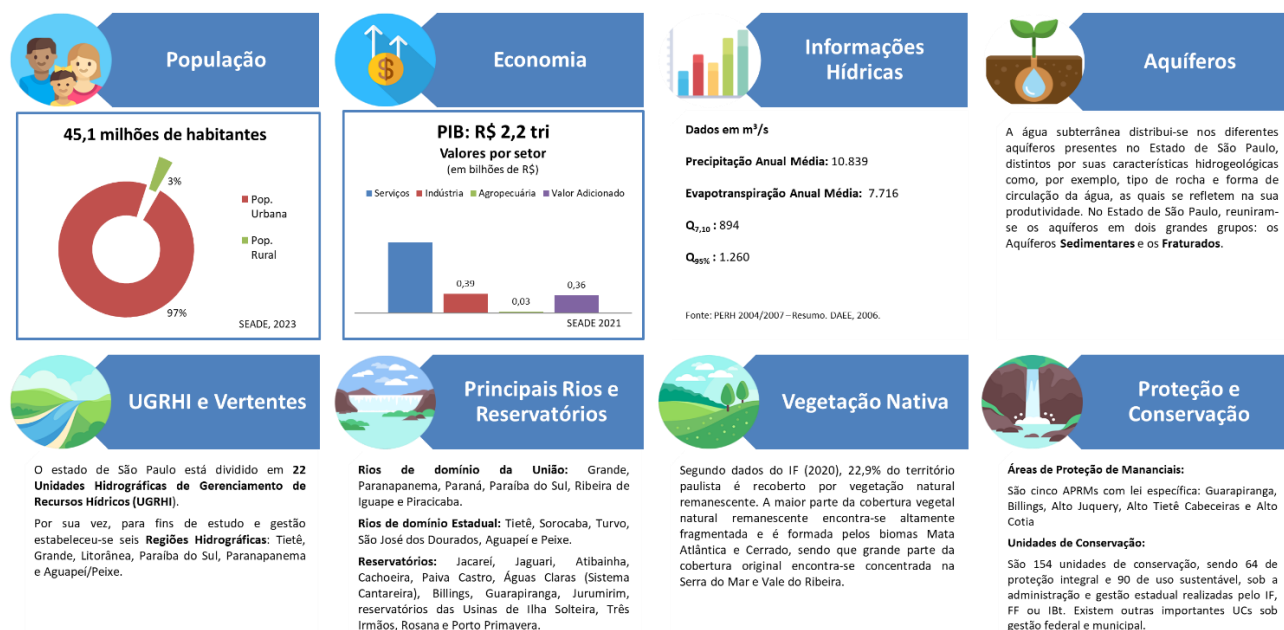 População
45,1 milhões de habitantes
3%
Pop.
Urbana
Pop.
Rural
97%
SEADE, 2023
Economia
PIB: R$ 2,2 tri
Valores por setor
(em bilhões de R$)
Serviços Indústria Agropecuária Valor Adicionado
0,39
0,03
0,36
SEADE 2021
Informações
Hídricas
Dados em m³/s
Precipitação Anual Média: 10.839
Evapotranspiração Anual Média: 7.716
Q7,10 : 894
Q95% : 1.260
Fonte: PERH 2004/2007 – Resumo. DAEE, 2006.
Aquíferos
A água subterrânea distribui-se nos diferentes
aquíferos presentes no Estado de São Paulo,
distintos por suas características hidrogeológicas
como, por exemplo, tipo de rocha e forma de
circulação da água, as quais se refletem na sua
produtividade. No Estado de São Paulo, reuniram-
se os aquíferos em dois grandes grupos: os
Aquíferos Sedimentares e os Fraturados.
UGRHI e Vertentes
O estado de São Paulo está dividido em 22
Unidades Hidrográficas de Gerenciamento de
Recursos Hídricos (UGRHI).
Por sua vez, para fins de estudo e gestão
estabeleceu-se seis Regiões Hidrográficas: Tietê,
Grande, Litorânea, Paraíba do Sul, Paranapanema
e Aguapeí/Peixe.
Principais Rios e
Reservatórios
Rios de domínio da União: Grande,
Paranapanema, Paraná, Paraíba do Sul, Ribeira de
Iguape e Piracicaba.
Rios de domínio Estadual: Tietê, Sorocaba, Turvo,
São José dos Dourados, Aguapeí e Peixe.
Reservatórios: Jacareí, Jaguari, Atibainha,
Cachoeira, Paiva Castro, Águas Claras (Sistema
Cantareira), Billings, Guarapiranga, Jurumirim,
reservatórios das Usinas de Ilha Solteira, Três
Irmãos, Rosana e Porto Primavera.
Vegetação Nativa
Segundo dados do IF (2020), 22,9% do território
paulista é recoberto por vegetação natural
remanescente. A maior parte da cobertura vegetal
natural remanescente encontra-se altamente
fragmentada e é formada pelos biomas Mata
Atlântica e Cerrado, sendo que grande parte da
cobertura original encontra-se concentrada na
Serra do Mar e Vale do Ribeira.
Proteção e
Conservação
Áreas de Proteção de Mananciais:
São cinco APRMs com lei específica: Guarapiranga,
Billings, Alto Juquery, Alto Tietê Cabeceiras e Alto
Cotia
Unidades de Conservação:
São 154 unidades de conservação, sendo 64 de
proteção integral e 90 de uso sustentável, sob a
administração e gestão estadual realizadas pelo IF,
FF ou IBt. Existem outras importantes UCs sob
gestão federal e municipal.